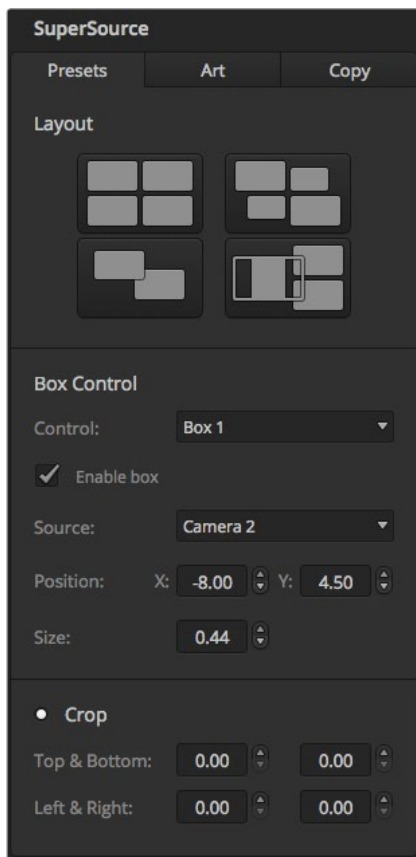 SuperSource
Presets Art Copy
Layout
Box Control
Control: Box 1
Enable box
Source: Camera 2
Position: X: -8.00 Y: 4.50
Size: 0.44
Crop
Top & Bottom: 0.00 0.00
Left & Right: 0.00 0.00